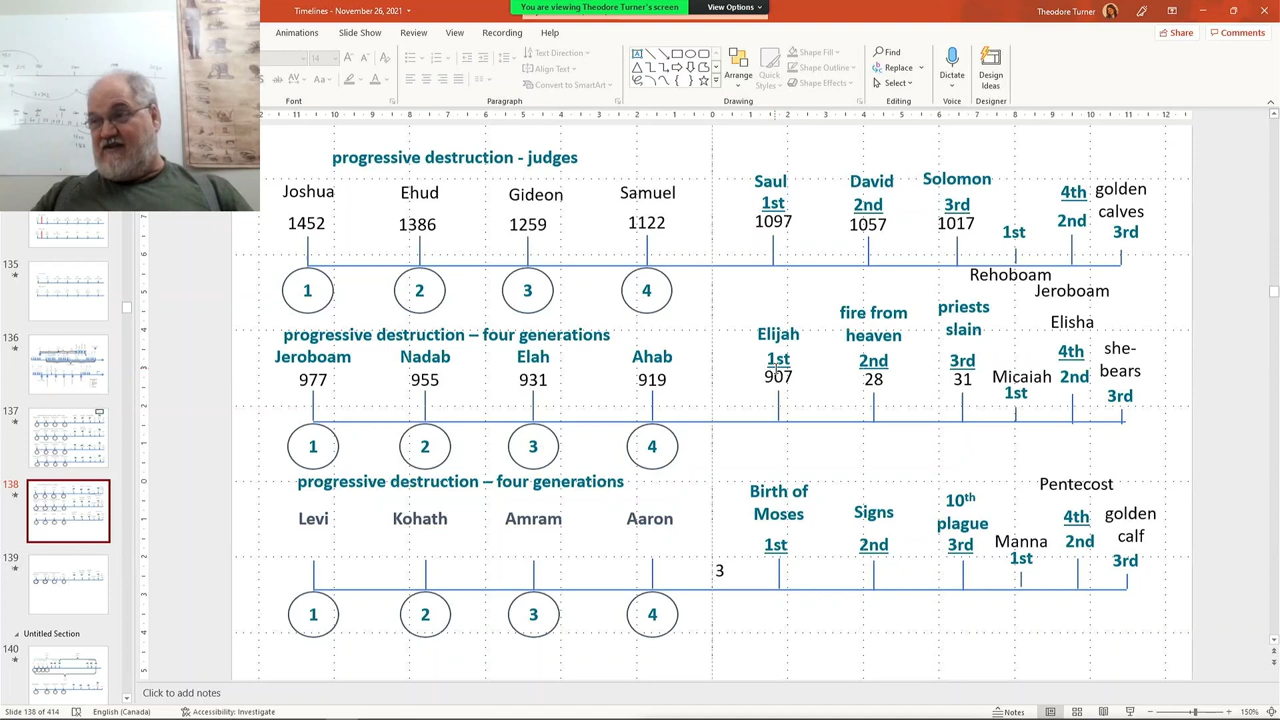 Timelines - November 26, 2021
You are viewing Theodore Turner's screen
View Options
Theodore Turner
Animations
Slide Show
Review
View
Recording
Help
Share
Comments
14
Text Direction
Align Text
Convert to SmartArt
Arrange
Quick
Styles
Shape Fill
Shape Outline
Shape Effects
Find
Replace
Select
Dictate
Design
Ideas
Font
Paragraph
Drawing
Editing
Voice
Designer
progressive destruction - judges
Joshua
Ehud
Gideon
Samuel
Saul
David
Solomon
4th
golden
calves
1st
2nd
3rd
1st
2nd
3rd
1452
1386
1259
1122
1097
1057
1017
Rehoboam
Jeroboam
1
2
3
4
progressive destruction – four generations
Jeroboam
Nadab
Elah
Ahab
Elijah
fire from
heaven
priests
slain
Elisha
she-
bears
1st
2nd
3rd
4th
977
955
931
919
907
28
31
Micaiah
1st
2nd
3rd
1
2
3
4
progressive destruction – four generations
Levi
Kohath
Amram
Aaron
Birth of
Moses
Signs
10th
plague
Pentecost
golden
calf
1st
2nd
3rd
4th
Manna
1st
2nd
3rd
3
1
2
3
4
135
136
137
138
139
Untitled Section
140
Click to add notes
Slide 138 of 414
English (Canada)
Accessibility: Investigate
Notes
150%